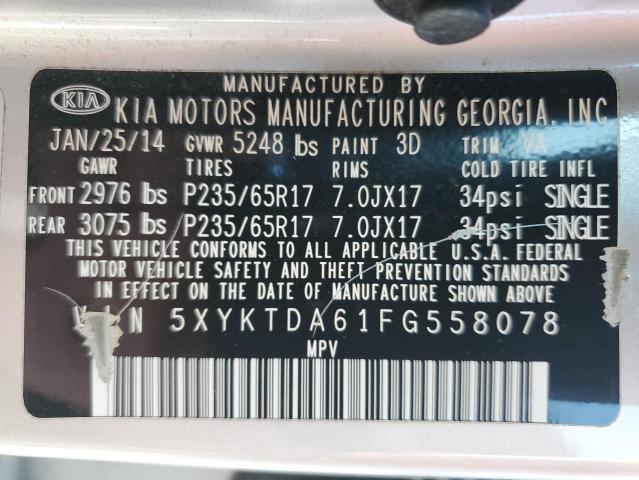 MANUFACTURED BY
KIA KIA MOTORS MANUFACTURING GEORGIA, INC
JAN/25/14 GVWR 5248 lbs PAINT 3D TRIM VA
GAWR TIRES RIMS COLD TIRE INFL
FRONT 2976 lbs P235/65R17 7.0JX17 34psi SINGLE
REAR 3075 lbs P235/65R17 7.0JX17 34psi SINGLE
THIS VEHICLE CONFORMS TO ALL APPLICABLE U.S.A. FEDERAL
MOTOR VEHICLE SAFETY AND THEFT PREVENTION STANDARDS
IN EFFECT ON THE DATE OF MANUFACTURE SHOWN ABOVE.
VIN 5XYKTDA61FG558078
MPV